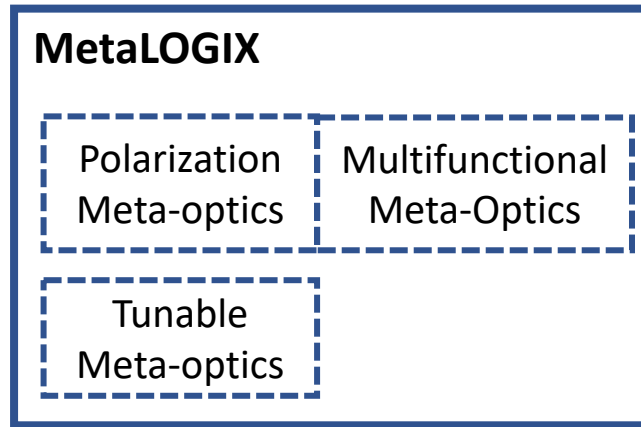 MetaLOGIX
Polarization
Meta-optics
Multifunctional
Meta-Optics
Tunable
Meta-optics